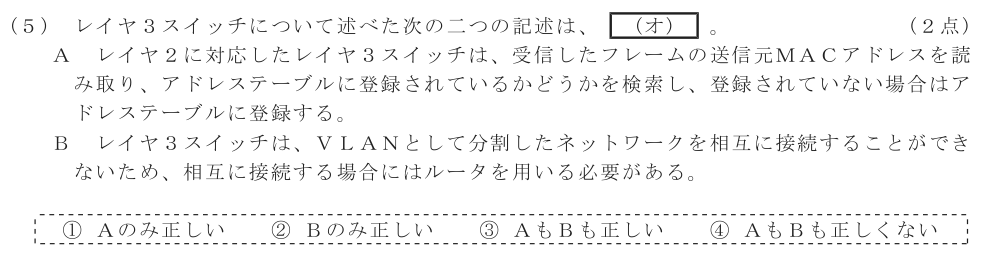 （５） レイヤ３スイッチについて述べた次の二つの記述は、 （オ） 。 （２点）
Ａ レイヤ２に対応したレイヤ３スイッチは、受信したフレームの送信元ＭＡＣアドレスを読
み取り、アドレステーブルに登録されているかどうかを検索し、登録されていない場合はア
ドレステーブルに登録する。
Ｂ レイヤ３スイッチは、ＶＬＡＮとして分割したネットワークを相互に接続することができ
ないため、相互に接続する場合にはルータを用いる必要がある。
① Ａのみ正しい ② Ｂのみ正しい ③ ＡもＢも正しい ④ ＡもＢも正しくない